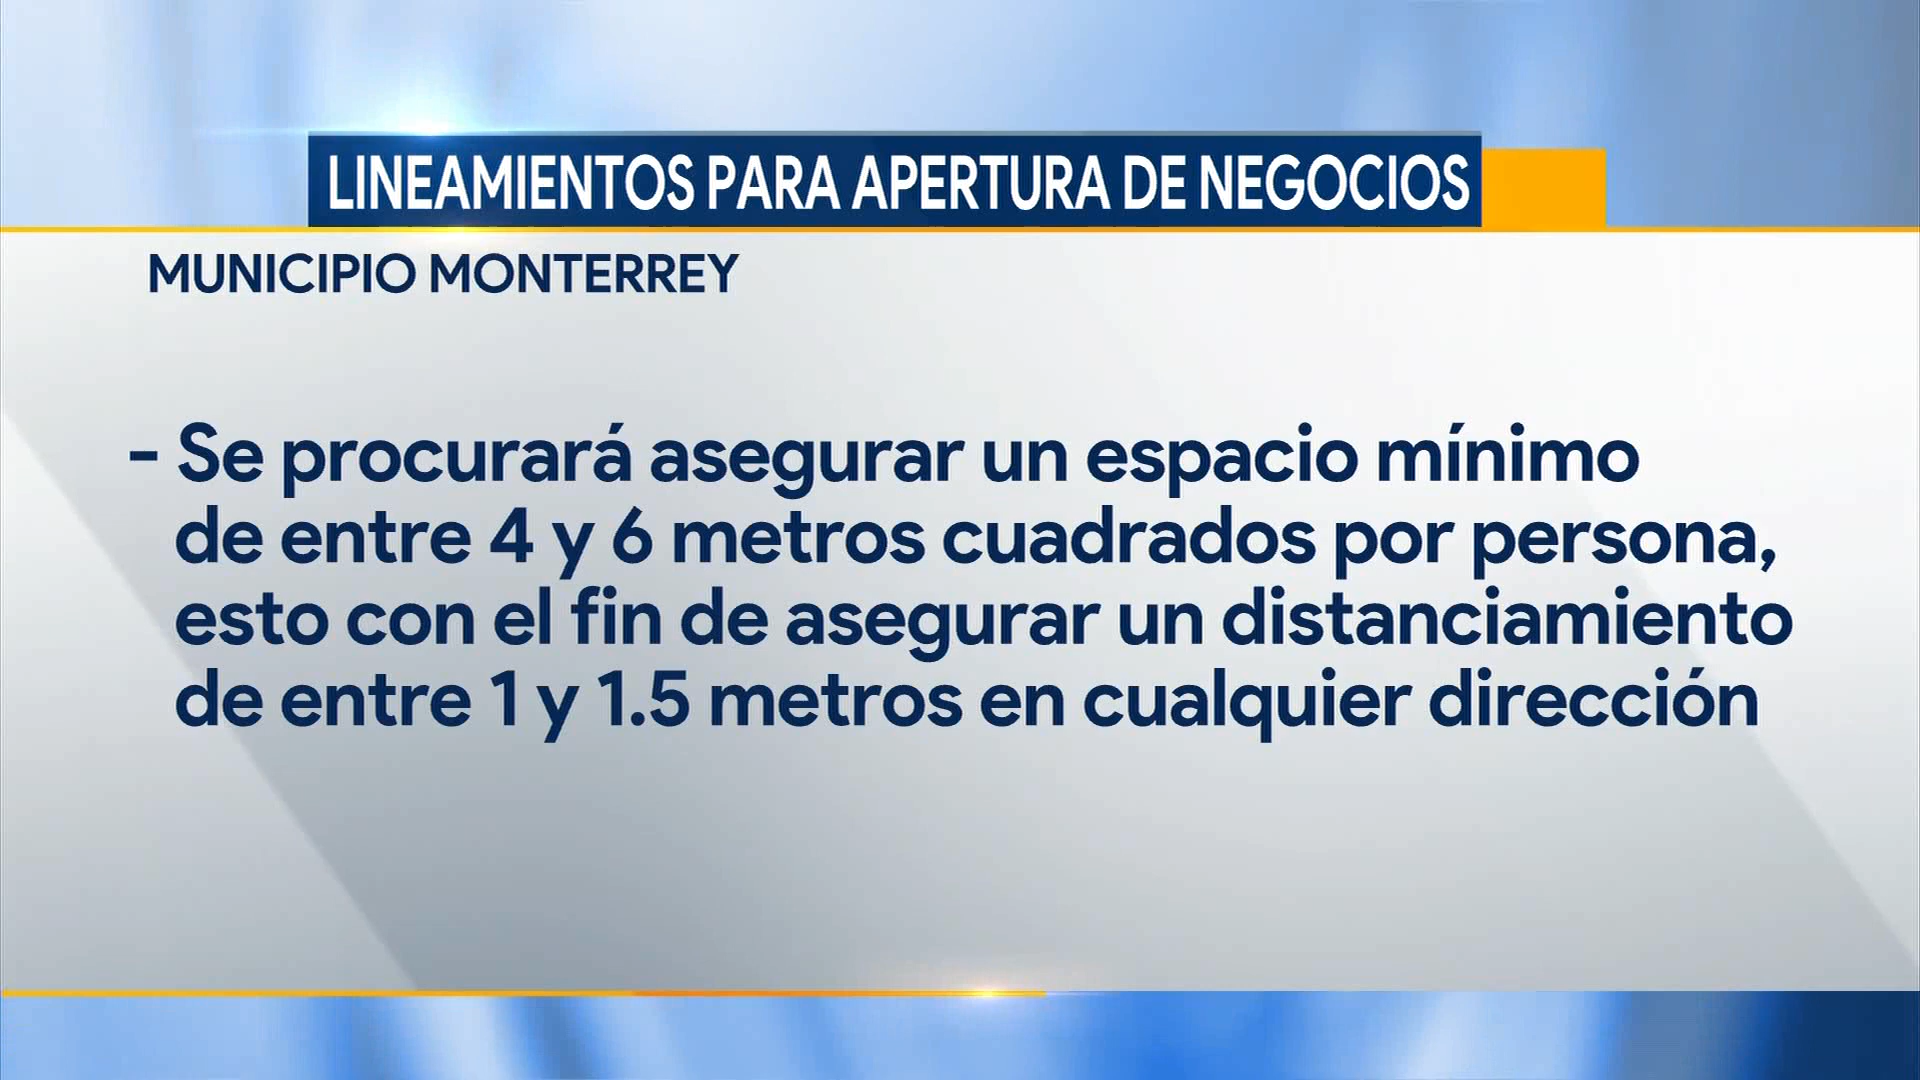 LINEAMIENTOS PARA APERTURA DE NEGOCIOS
MUNICIPIO MONTERREY
- Se procurará asegurar un espacio mínimo
de entre 4 y 6 metros cuadrados por persona,
esto con el fin de asegurar un distanciamiento
de entre 1 y 1.5 metros en cualquier dirección